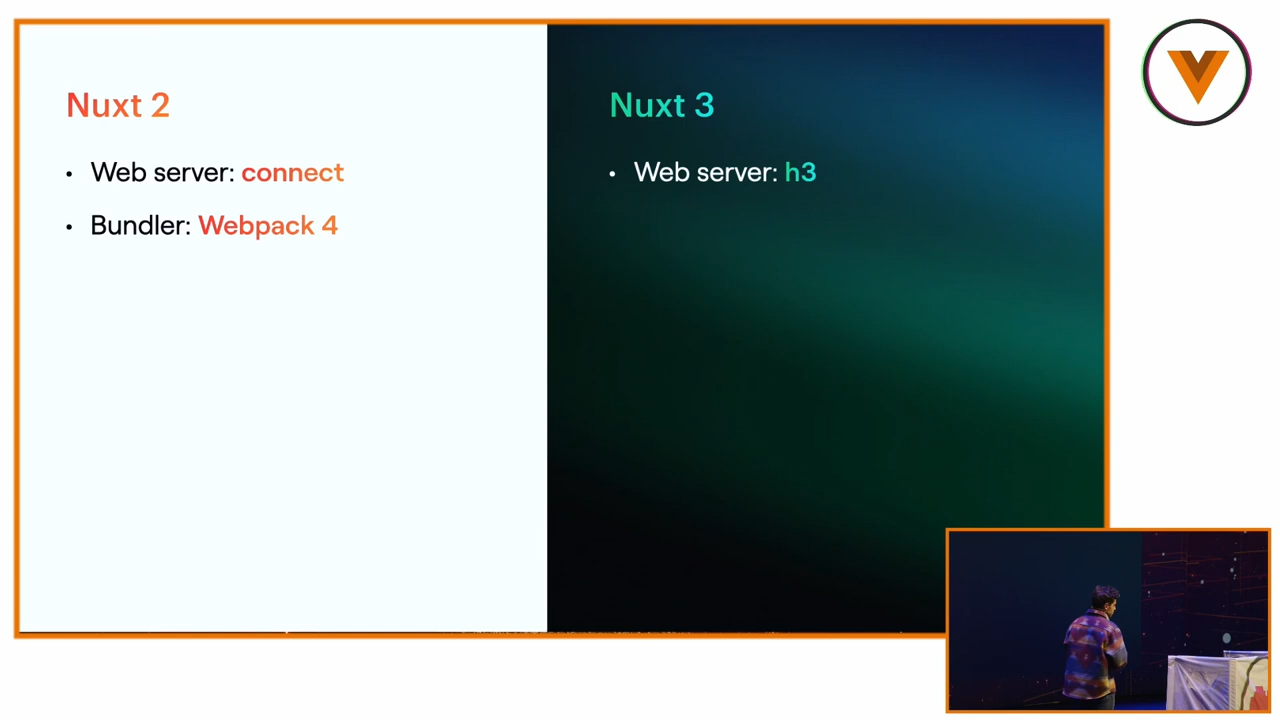 Nuxt 2
• Web server: connect
• Bundler: Webpack 4
Nuxt 3
• Web server: h3